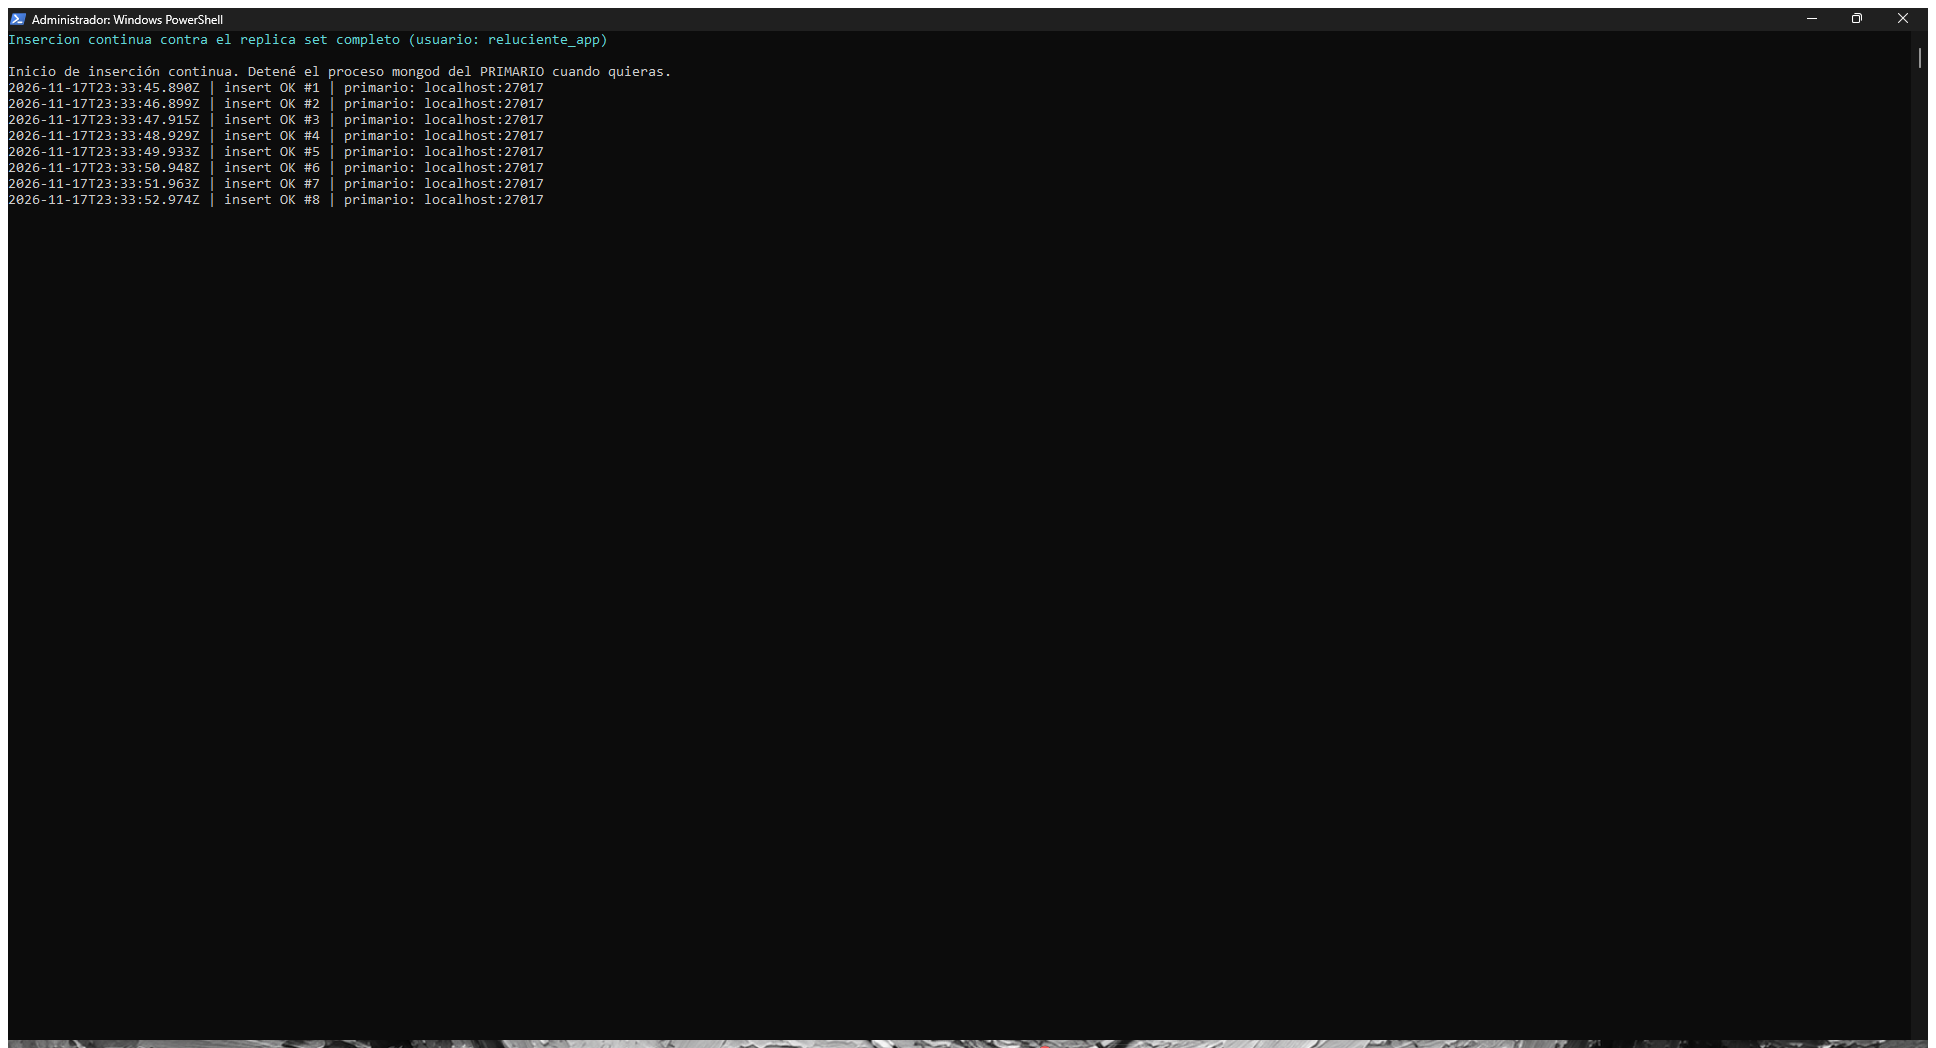 Administrador: Windows PowerShell
Insercion continua contra el replica set completo (usuario: reluciente_app)
Inicio de inserción continua. Detené el proceso mongod del PRIMARIO cuando quieras.
2026-11-17T23:33:45.890Z | insert OK #1 | primario: localhost:27017
2026-11-17T23:33:46.899Z | insert OK #2 | primario: localhost:27017
2026-11-17T23:33:47.915Z | insert OK #3 | primario: localhost:27017
2026-11-17T23:33:48.929Z | insert OK #4 | primario: localhost:27017
2026-11-17T23:33:49.933Z | insert OK #5 | primario: localhost:27017
2026-11-17T23:33:50.948Z | insert OK #6 | primario: localhost:27017
2026-11-17T23:33:51.963Z | insert OK #7 | primario: localhost:27017
2026-11-17T23:33:52.974Z | insert OK #8 | primario: localhost:27017